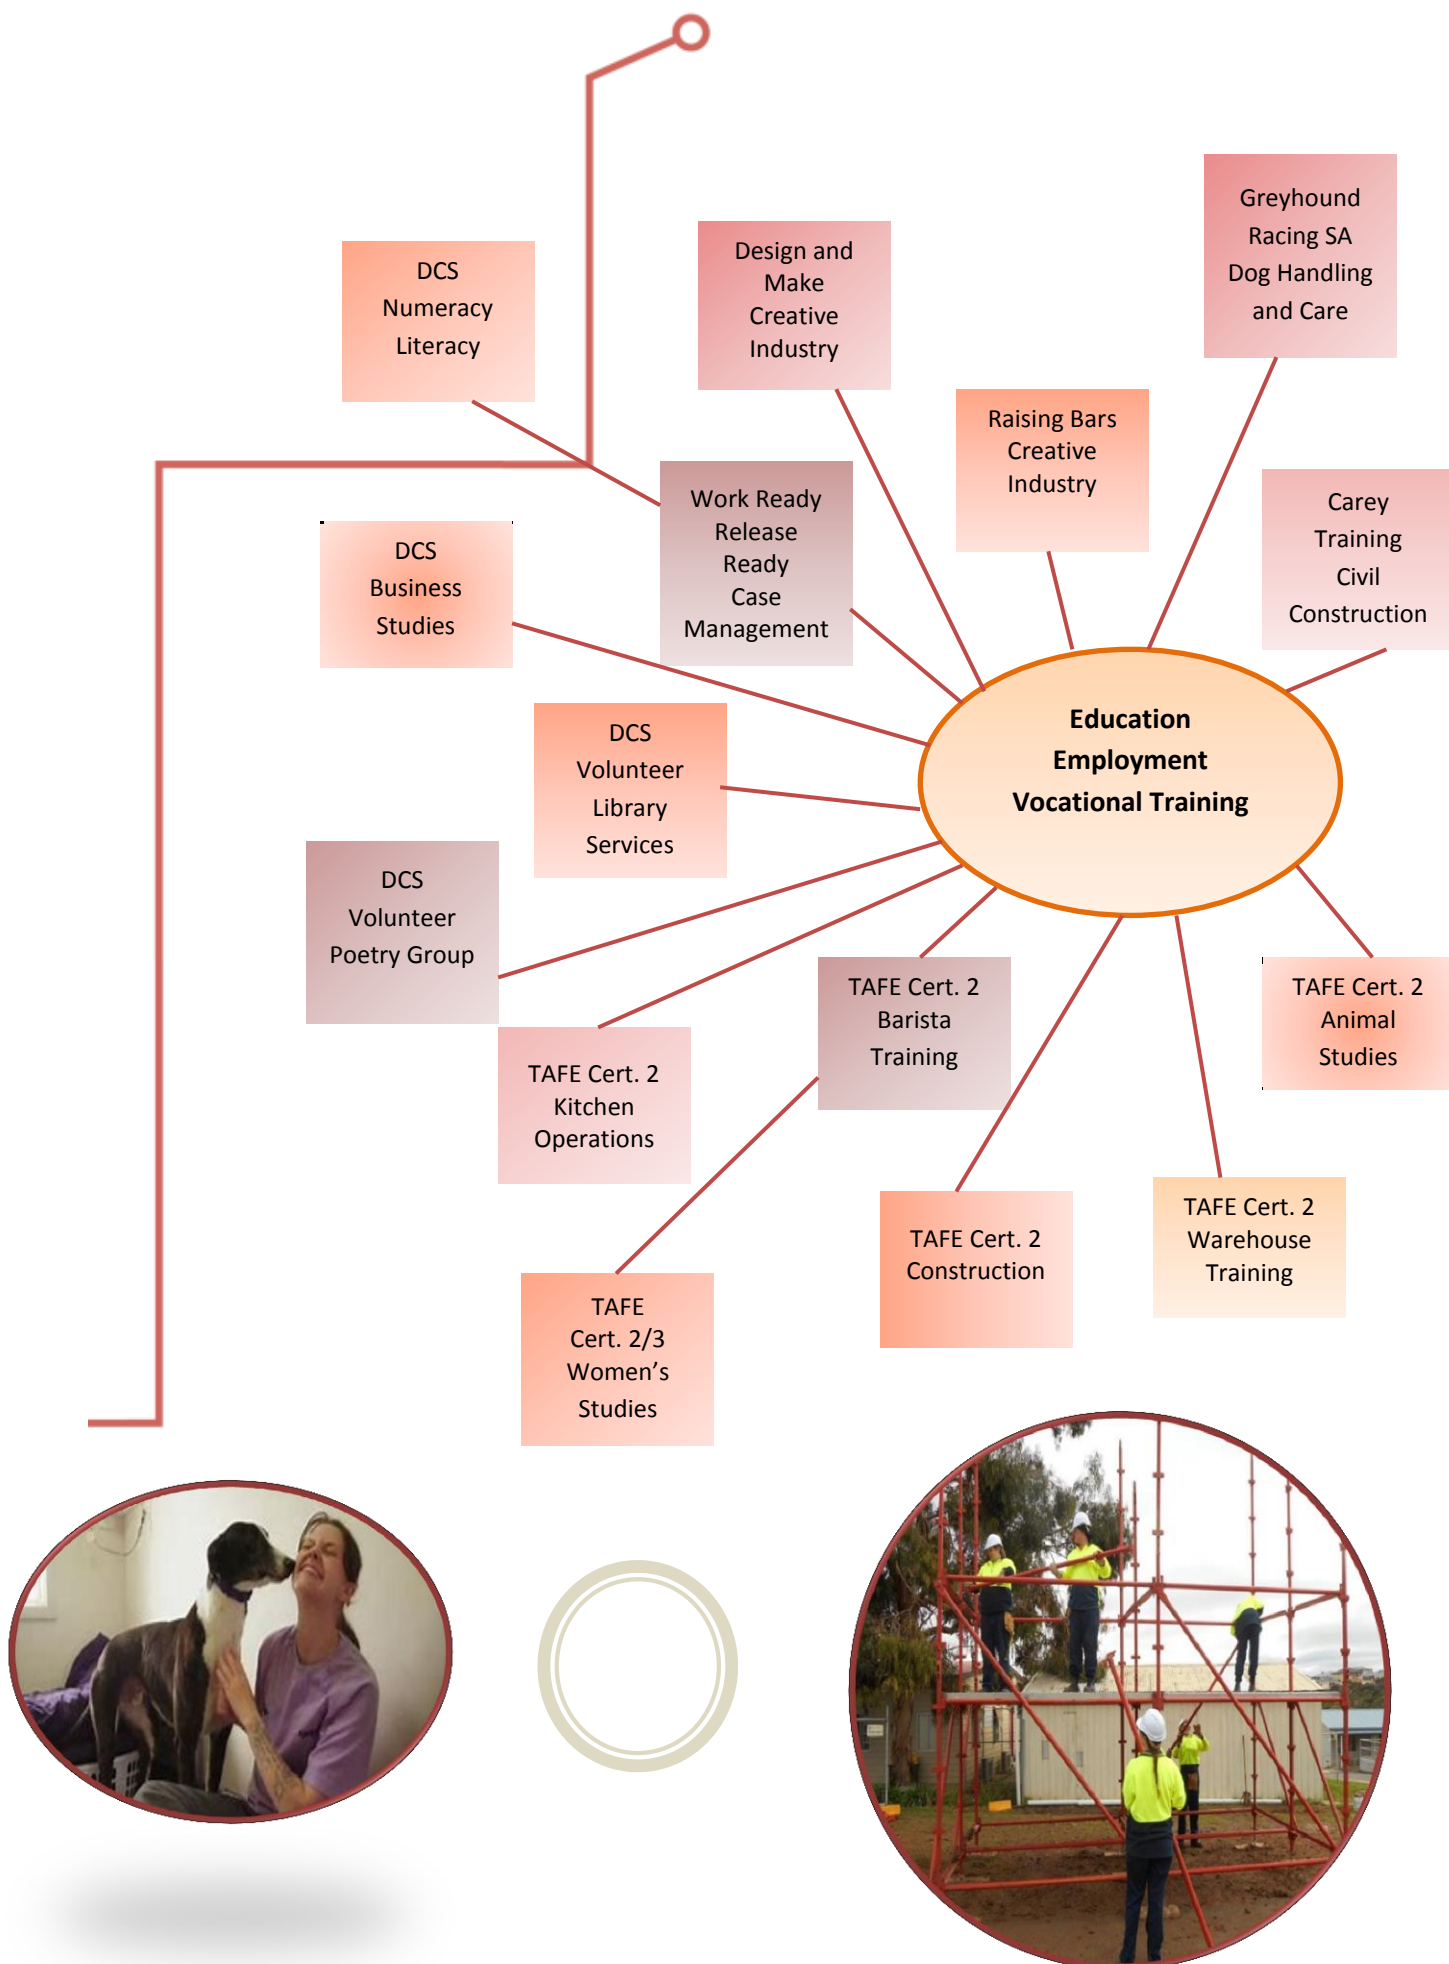 Greyhound
Racing SA
Dog Handling
and Care
Design and
Make
Creative
Industry
DCS
Numeracy
Literacy
Raising Bars
Creative
Industry
Work Ready
Release
Ready
Case
Management
Carey
Training
Civil
Construction
DCS
Business
Studies
Education
Employment
Vocational Training
DCS
Volunteer
Library
Services
DCS
Volunteer
Poetry Group
TAFE Cert. 2
Barista
Training
TAFE Cert. 2
Animal
Studies
TAFE Cert. 2
Kitchen
Operations
TAFE Cert. 2
Construction
TAFE Cert. 2
Warehouse
Training
TAFE
Cert. 2/3
Women’s
Studies